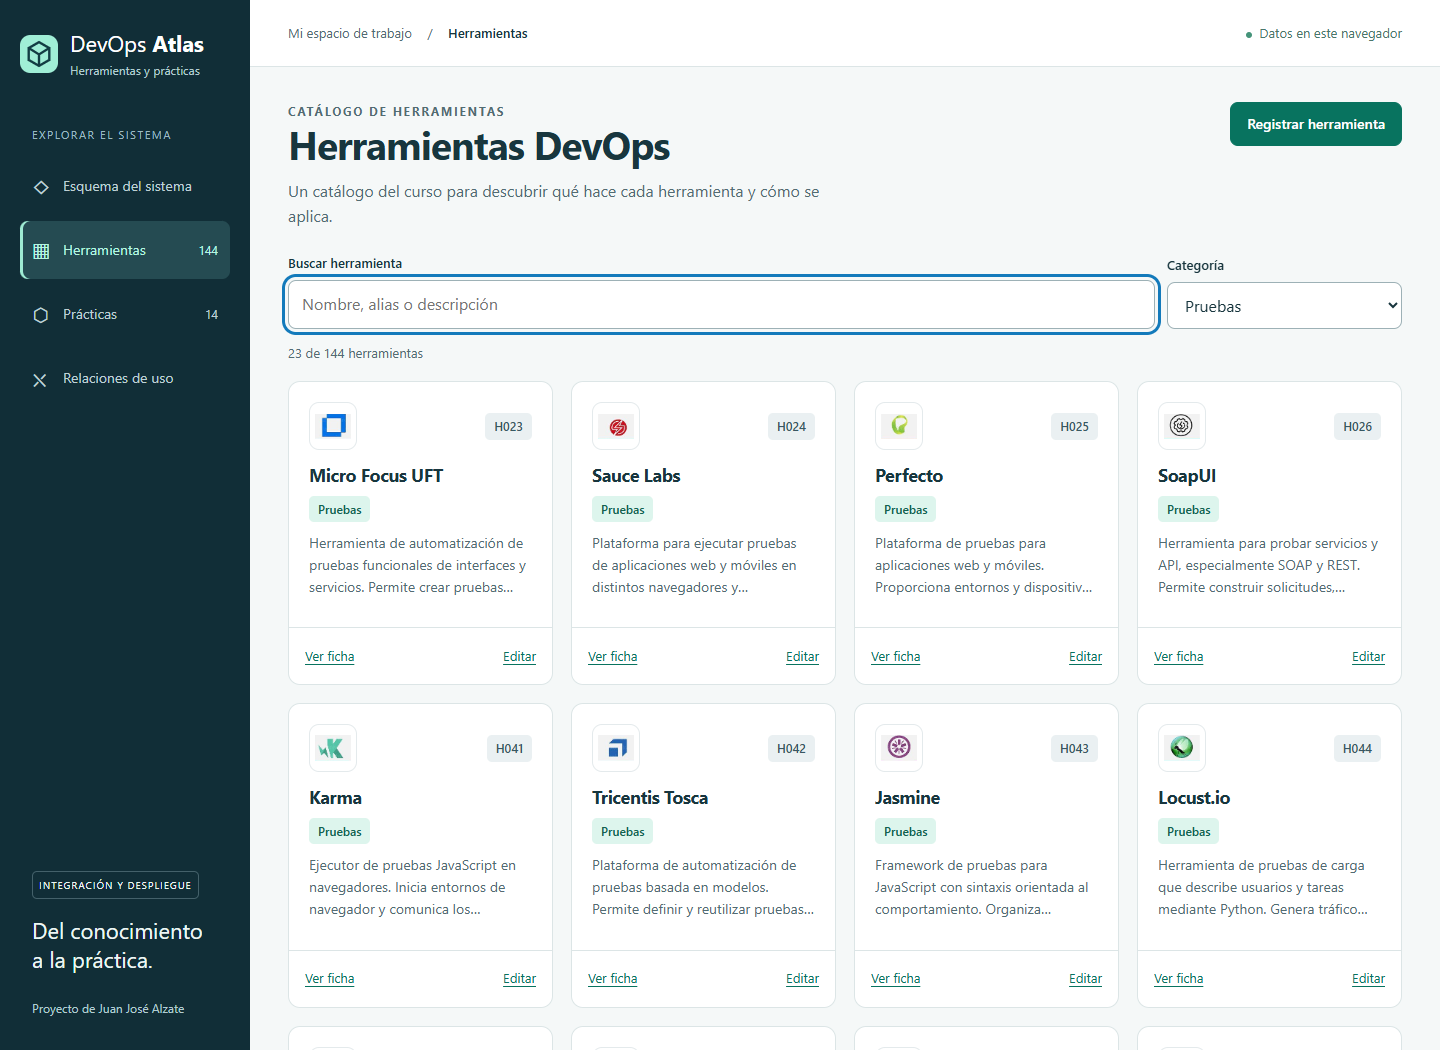 DevOps Atlas
Herramientas y prácticas
EXPLORAR EL SISTEMA
Esquema del sistema
Herramientas 144
Prácticas 14
Relaciones de uso
INTEGRACIÓN Y DESPLIEGUE
Del conocimiento
a la práctica.
Proyecto de Juan José Alzate
Mi espacio de trabajo / Herramientas
Datos en este navegador
CATÁLOGO DE HERRAMIENTAS
Herramientas DevOps
Registrar herramienta
Un catálogo del curso para descubrir qué hace cada herramienta y cómo se
aplica.
Buscar herramienta
Nombre, alias o descripción
Categoría
Pruebas
23 de 144 herramientas
H023
Micro Focus UFT
Pruebas
Herramienta de automatización de
pruebas funcionales de interfaces y
servicios. Permite crear pruebas...
Ver ficha Editar
H024
Sauce Labs
Pruebas
Plataforma para ejecutar pruebas
de aplicaciones web y móviles en
distintos navegadores y...
Ver ficha Editar
H025
Perfecto
Pruebas
Plataforma de pruebas para
aplicaciones web y móviles.
Proporciona entornos y dispositiv...
Ver ficha Editar
H026
SoapUI
Pruebas
Herramienta para probar servicios y
API, especialmente SOAP y REST.
Permite construir solicitudes,...
Ver ficha Editar
H041
Karma
Pruebas
Ejecutor de pruebas JavaScript en
navegadores. Inicia entornos de
navegador y comunica los...
Ver ficha Editar
H042
Tricentis Tosca
Pruebas
Plataforma de automatización de
pruebas basada en modelos.
Permite definir y reutilizar pruebas...
Ver ficha Editar
H043
Jasmine
Pruebas
Framework de pruebas para
JavaScript con sintaxis orientada al
comportamiento. Organiza...
Ver ficha Editar
H044
Locust.io
Pruebas
Herramienta de pruebas de carga
que describe usuarios y tareas
mediante Python. Genera tráfico...
Ver ficha Editar